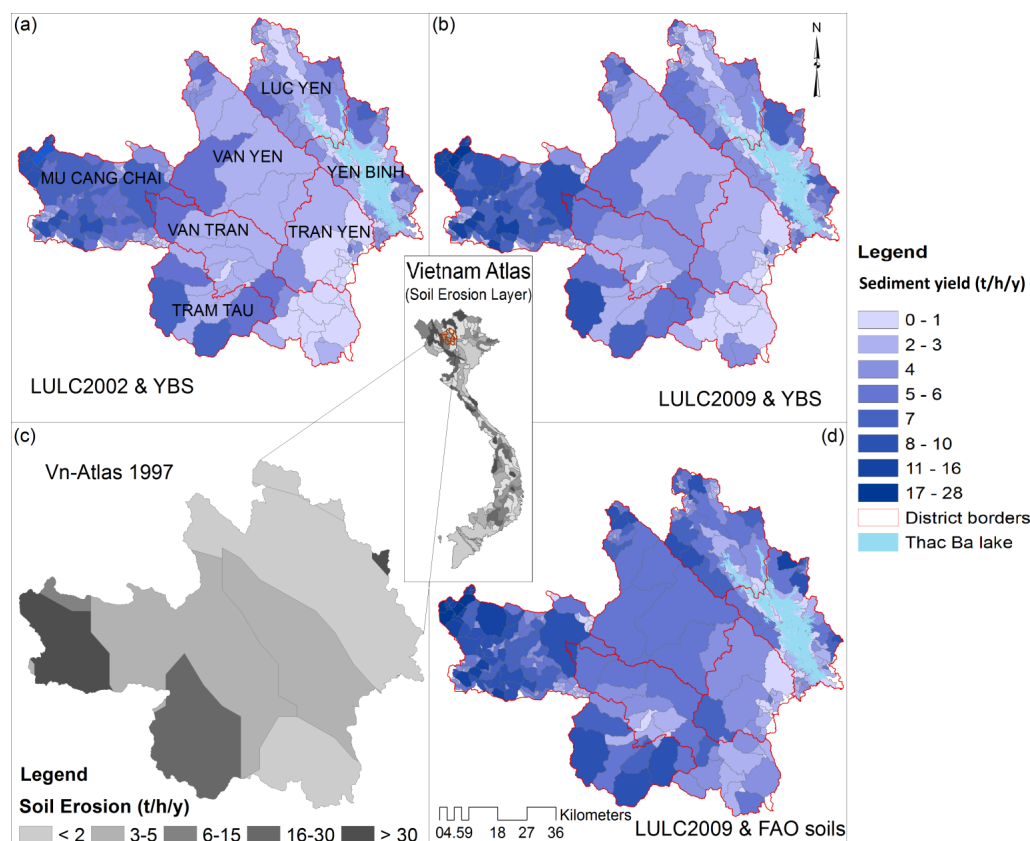 (a)
LUC YEN
VAN YEN
MU CANG CHAI
YEN BINH
VAN TRAN
TRAN YEN
TRAM TAU
LULC2002 & YBS
(b)
N
LULC2009 & YBS
Vietnam Atlas
(Soil Erosion Layer)
Legend
Sediment yield (t/h/y)
0 - 1
2 - 3
4
5 - 6
7
8 - 10
11 - 16
17 - 28
District borders
Thac Ba lake
(c)
Vn-Atlas 1997
Legend
Soil Erosion (t/h/y)
< 2
3-5
6-15
16-30
> 30
(d)
Kilometers
04.59 18 27 36
LULC2009 & FAO soils